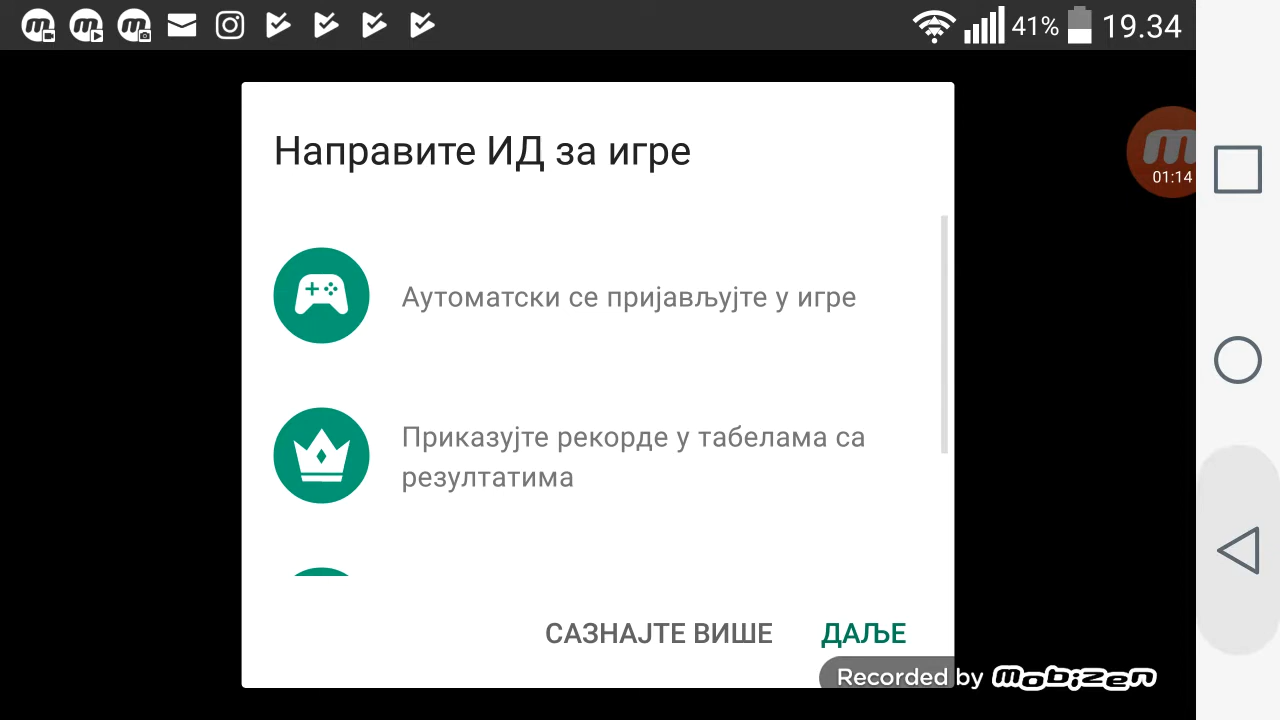 41% 19.34
Направите ИД за игре
01:14
Аутоматски се пријављујте у игре
Приказујте рекорде у табелама са
резултатима
САЗНАЈТЕ ВИШЕ ДАЉЕ
Recorded by mobizen